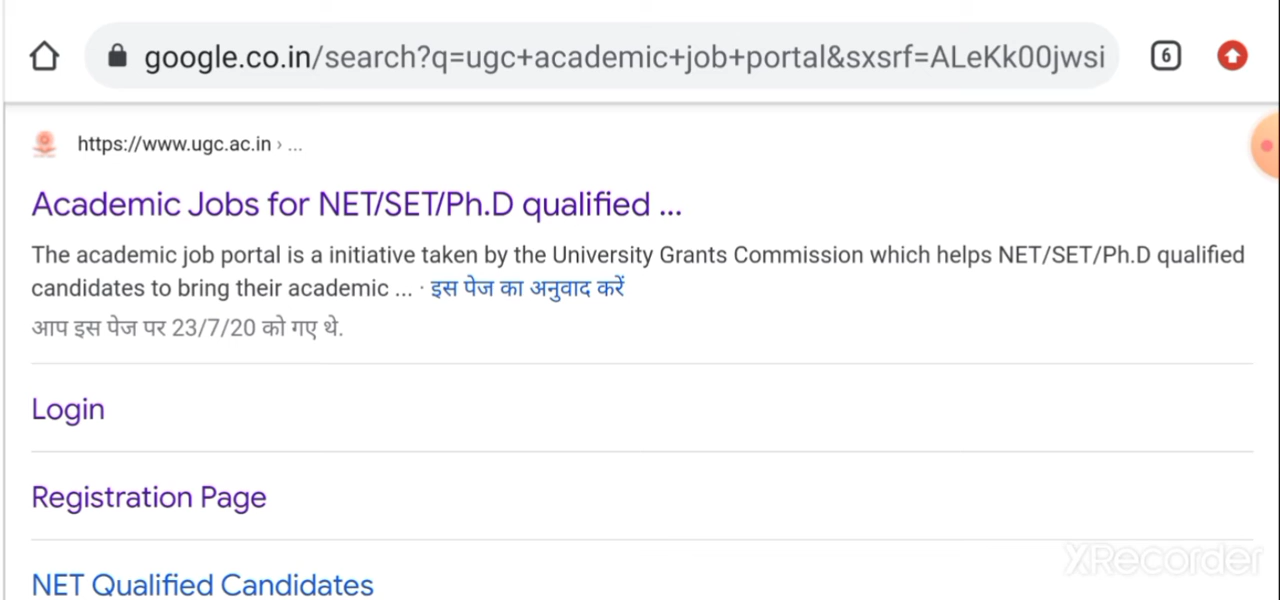 google.co.in/search?q=ugc+academic+job+portal&sxsrf=ALeKk00jwsi
6
https://www.ugc.ac.in › ...
Academic Jobs for NET/SET/Ph.D qualified ...
The academic job portal is a initiative taken by the University Grants Commission which helps NET/SET/Ph.D qualified
candidates to bring their academic ... · इस पेज का अनुवाद करें
आप इस पेज पर 23/7/20 को गए थे.
Login
Registration Page
XRecorder
NET Qualified Candidates